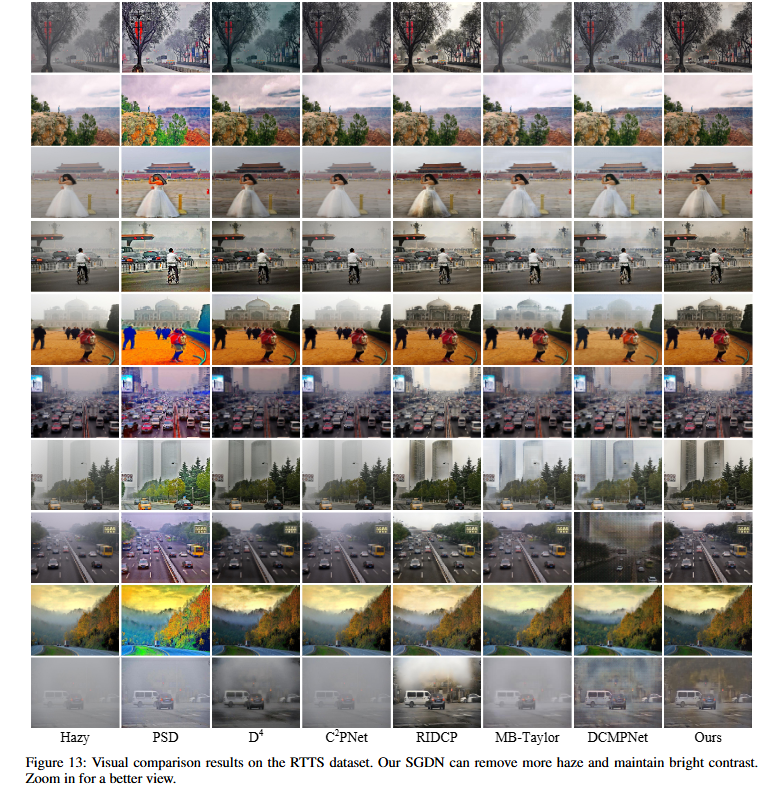 Hazy PSD D⁴ C²PNet RIDCP MB-Taylor DCMPNet Ours
Figure 13: Visual comparison results on the RTTS dataset. Our SGDN can remove more haze and maintain bright contrast.
Zoom in for a better view.